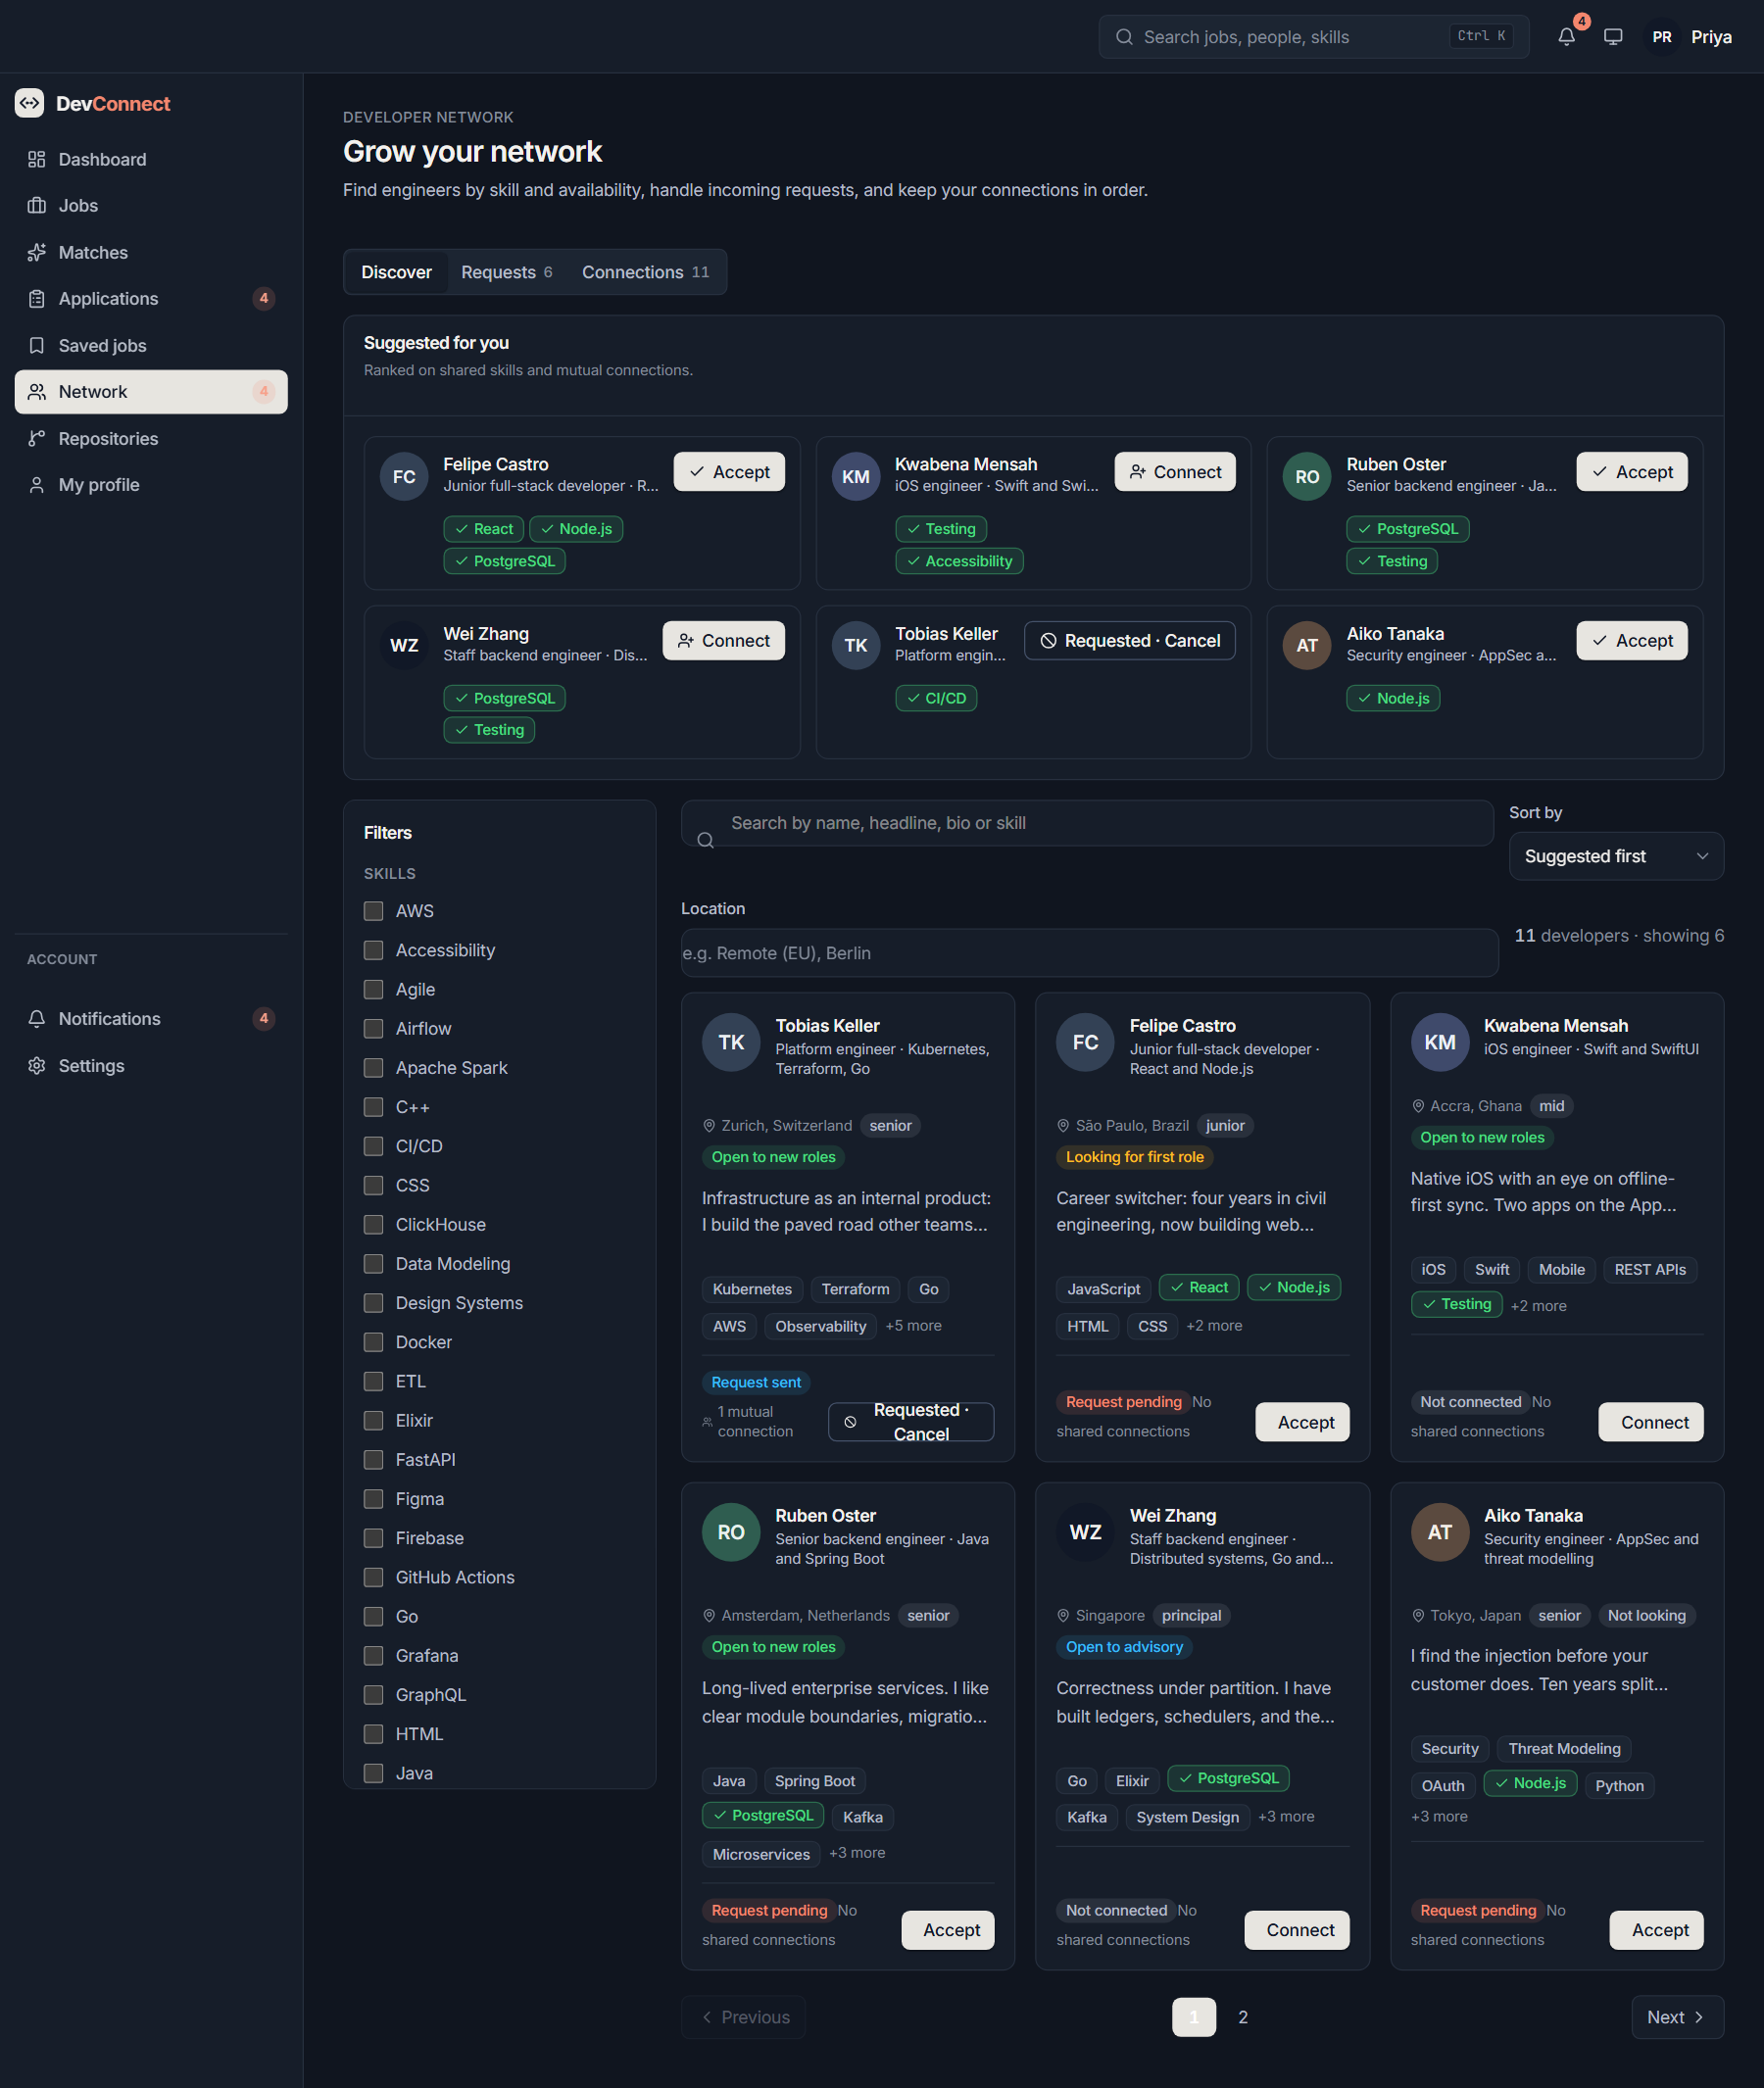 Search jobs, people, skills
Ctrl K
4
PR
Priya
DevConnect
Dashboard
Jobs
Matches
Applications 4
Saved jobs
Network 4
Repositories
My profile
ACCOUNT
Notifications 4
Settings
DEVELOPER NETWORK
Grow your network
Find engineers by skill and availability, handle incoming requests, and keep your connections in order.
Discover
Requests 6
Connections 11
Suggested for you
Ranked on shared skills and mutual connections.
FC
Felipe Castro
Junior full-stack developer · R...
Accept
React
Node.js
PostgreSQL
KM
Kwabena Mensah
iOS engineer · Swift and Swi...
Connect
Testing
Accessibility
RO
Ruben Oster
Senior backend engineer · Ja...
Accept
PostgreSQL
Testing
WZ
Wei Zhang
Staff backend engineer · Dis...
Connect
PostgreSQL
Testing
TK
Tobias Keller
Platform engin...
Requested · Cancel
CI/CD
AT
Aiko Tanaka
Security engineer · AppSec a...
Accept
Node.js
Filters
SKILLS
AWS
Accessibility
Agile
Airflow
Apache Spark
C++
CI/CD
CSS
ClickHouse
Data Modeling
Design Systems
Docker
ETL
Elixir
FastAPI
Figma
Firebase
GitHub Actions
Go
Grafana
GraphQL
HTML
Java
Search by name, headline, bio or skill
Sort by
Suggested first
Location
e.g. Remote (EU), Berlin
11 developers · showing 6
TK
Tobias Keller
Platform engineer · Kubernetes,
Terraform, Go
Zurich, Switzerland senior
Open to new roles
Infrastructure as an internal product:
I build the paved road other teams...
Kubernetes Terraform Go
AWS Observability +5 more
Request sent
1 mutual
connection
Requested ·
Cancel
FC
Felipe Castro
Junior full-stack developer ·
React and Node.js
São Paulo, Brazil junior
Looking for first role
Career switcher: four years in civil
engineering, now building web...
JavaScript React Node.js
HTML CSS +2 more
Request pending No
shared connections
Accept
KM
Kwabena Mensah
iOS engineer · Swift and SwiftUI
Accra, Ghana mid
Open to new roles
Native iOS with an eye on offline-
first sync. Two apps on the App...
iOS Swift Mobile REST APIs
Testing +2 more
Not connected No
shared connections
Connect
RO
Ruben Oster
Senior backend engineer · Java
and Spring Boot
Amsterdam, Netherlands senior
Open to new roles
Long-lived enterprise services. I like
clear module boundaries, migratio...
Java Spring Boot
PostgreSQL Kafka
Microservices +3 more
Request pending No
shared connections
Accept
WZ
Wei Zhang
Staff backend engineer ·
Distributed systems, Go and...
Singapore principal
Open to advisory
Correctness under partition. I have
built ledgers, schedulers, and the...
Go Elixir PostgreSQL
Kafka System Design +3 more
Not connected No
shared connections
Connect
AT
Aiko Tanaka
Security engineer · AppSec and
threat modelling
Tokyo, Japan senior Not looking
I find the injection before your
customer does. Ten years split...
Security Threat Modeling
OAuth Node.js Python
+3 more
Request pending No
shared connections
Accept
Previous
1
2
Next